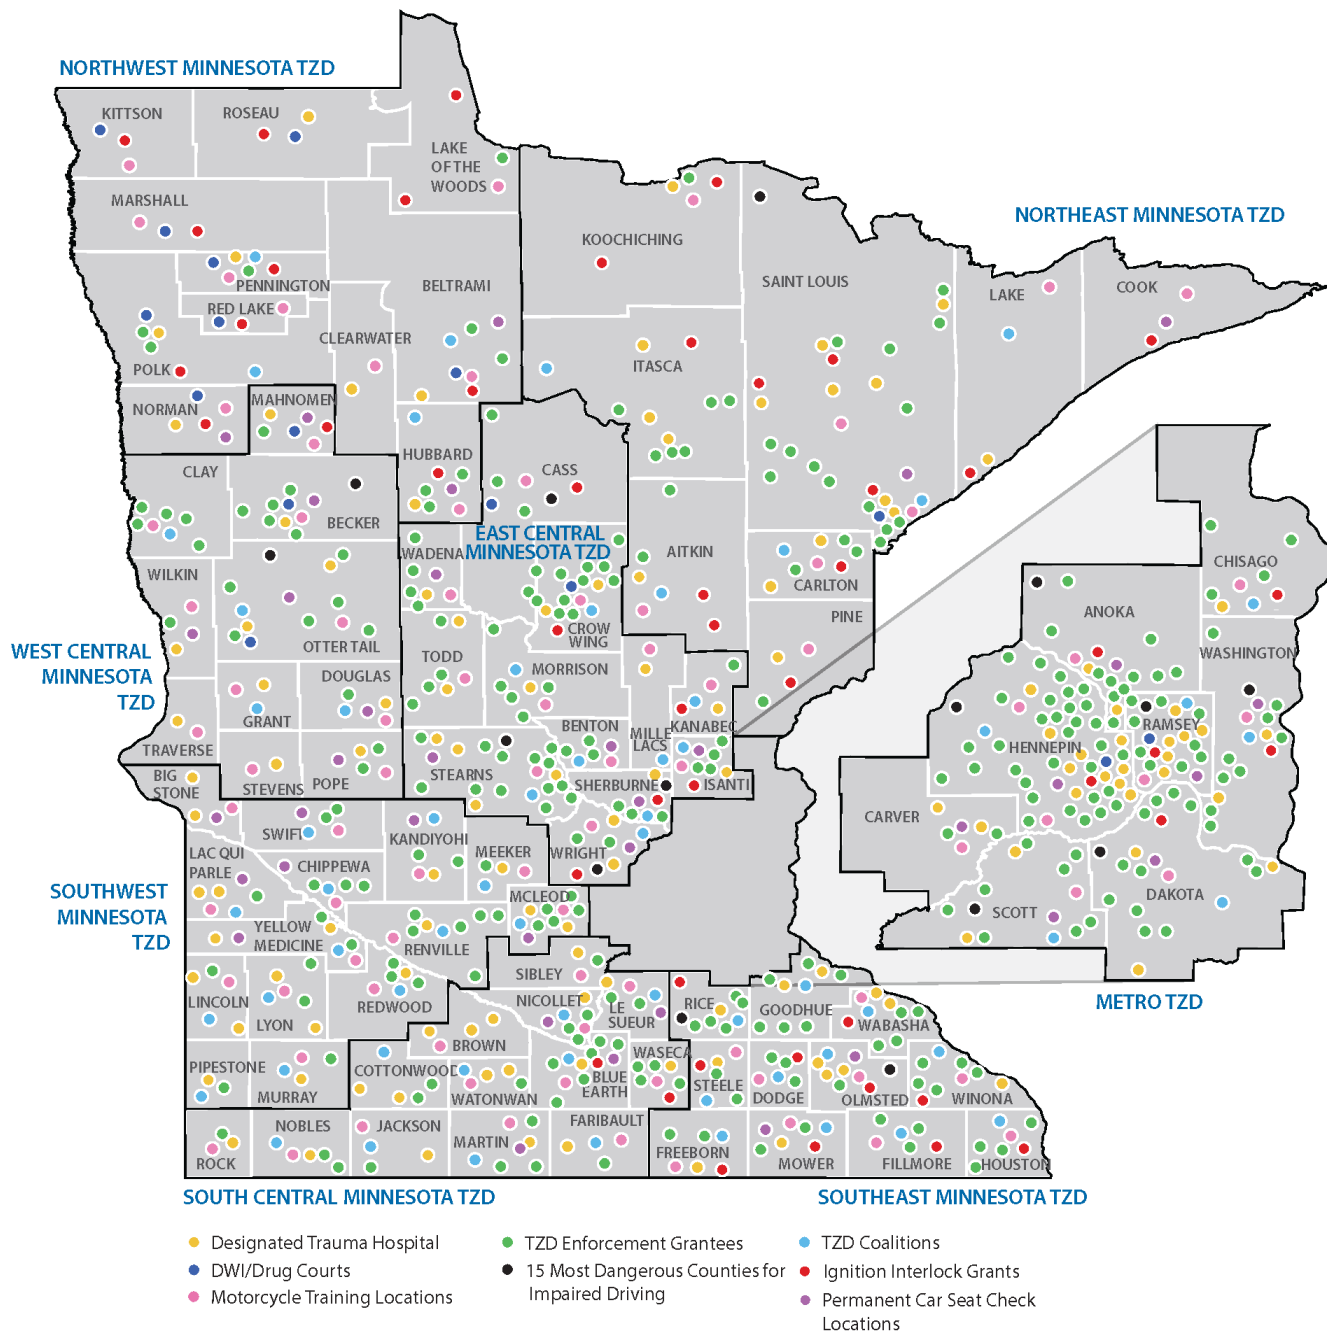 NORTHWEST MINNESOTA TZD
KITTSON
ROSEAU
LAKE
OF THE
WOODS
MARSHALL
NORTHEAST MINNESOTA TZD
KOOCHICHING
SAINT LOUIS
LAKE
COOK
PENNINGTON
BELTRAMI
RED LAKE
CLEARWATER
POLK
ITASCA
NORMAN
MAHNOMEN
HUBBARD
CASS
CLAY
BECKER
EAST CENTRAL
MINNESOTA TZD
WADENA
AITKIN
CARLTON
CHISAGO
WILKIN
PINE
ANOKA
WEST CENTRAL
MINNESOTA
TZD
OTTER TAIL
CROW
WING
WASHINGTON
TODD
MORRISON
DOUGLAS
GRANT
BENTON
MILLE
LACS
KANABEC
RAMSEY
TRAVERSE
HENNEPIN
BIG
STONE
STEVENS
POPE
STEARNS
SHERBURNE
ISANTI
CARVER
SWIFT
KANDIYOHI
LAC QUI
PARLE
CHIPPEWA
MEEKER
WRIGHT
SOUTHWEST
MINNESOTA
TZD
MCLEOD
DAKOTA
SCOTT
YELLOW
MEDICINE
RENVILLE
SIBLEY
METRO TZD
LINCOLN
LYON
REDWOOD
NICOLLET
LE
SUEUR
RICE
GOODHUE
WABASHA
BROWN
PIPESTONE
MURRAY
COTTONWOOD
WATONWAN
BLUE
EARTH
WASECA
STEELE
DODGE
OLMSTED
WINONA
ROCK
NOBLES
JACKSON
MARTIN
FARIBAULT
FREEBORN
MOWER
FILLMORE
HOUSTON
SOUTH CENTRAL MINNESOTA TZD
SOUTHEAST MINNESOTA TZD
Designated Trauma Hospital
DWI/Drug Courts
Motorcycle Training Locations
TZD Enforcement Grantees
15 Most Dangerous Counties for
Impaired Driving
TZD Coalitions
Ignition Interlock Grants
Permanent Car Seat Check
Locations